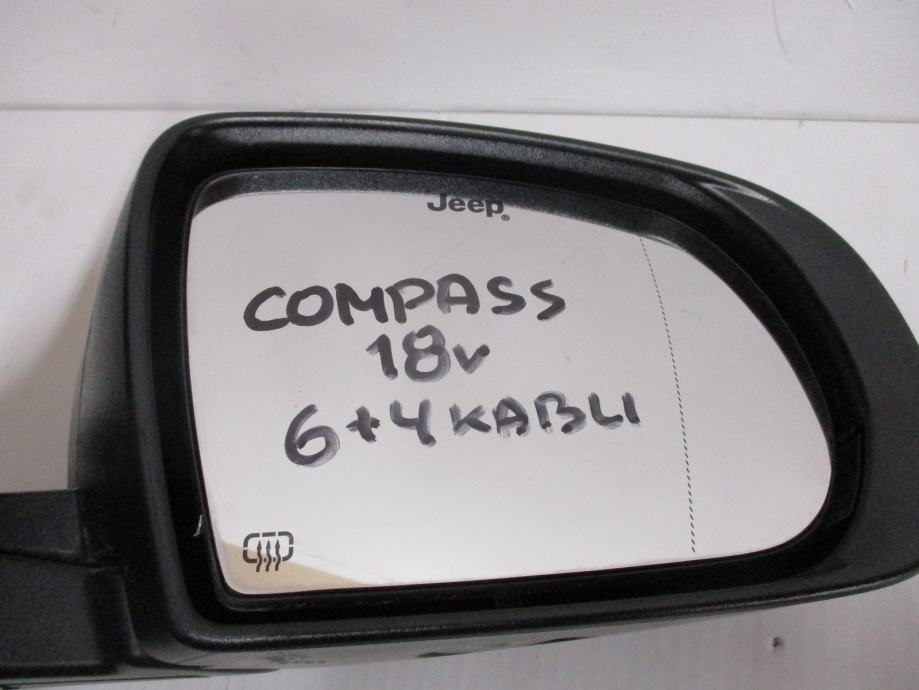 Jeep®
COMPASS
18v
6+4 KABLI